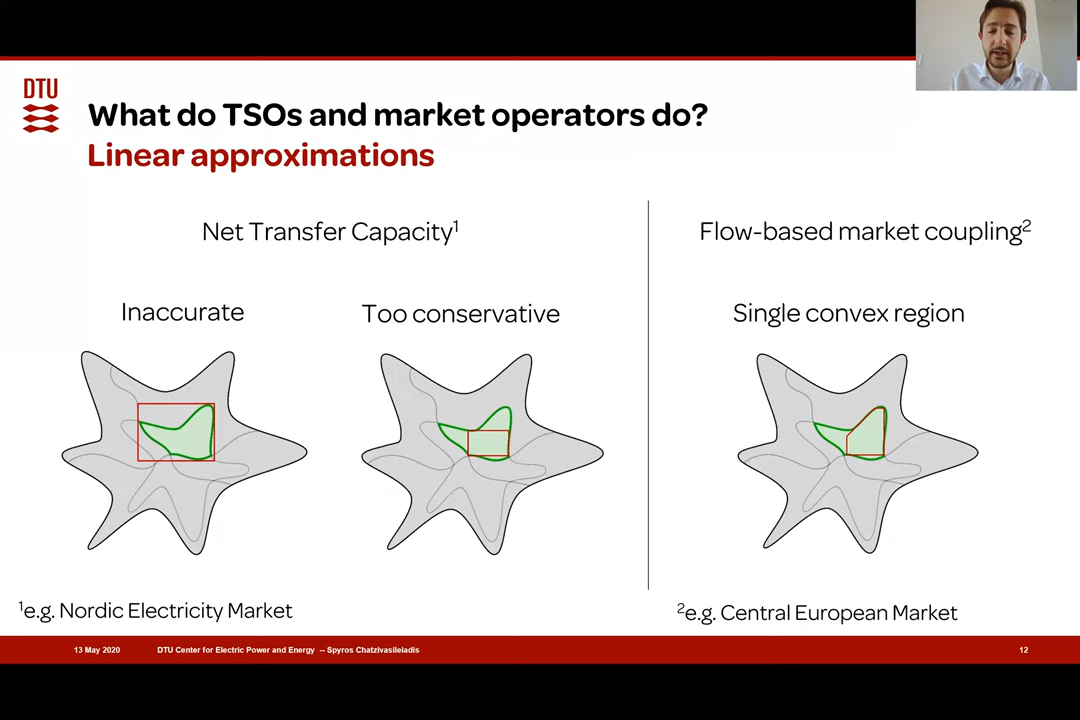 DTU
What do TSOs and market operators do?
Linear approximations
Net Transfer Capacity¹
Flow-based market coupling²
Inaccurate
Too conservative
Single convex region
¹e.g. Nordic Electricity Market
²e.g. Central European Market
13 May 2020 DTU Center for Electric Power and Energy -- Spyros Chatzivasileiadis 12